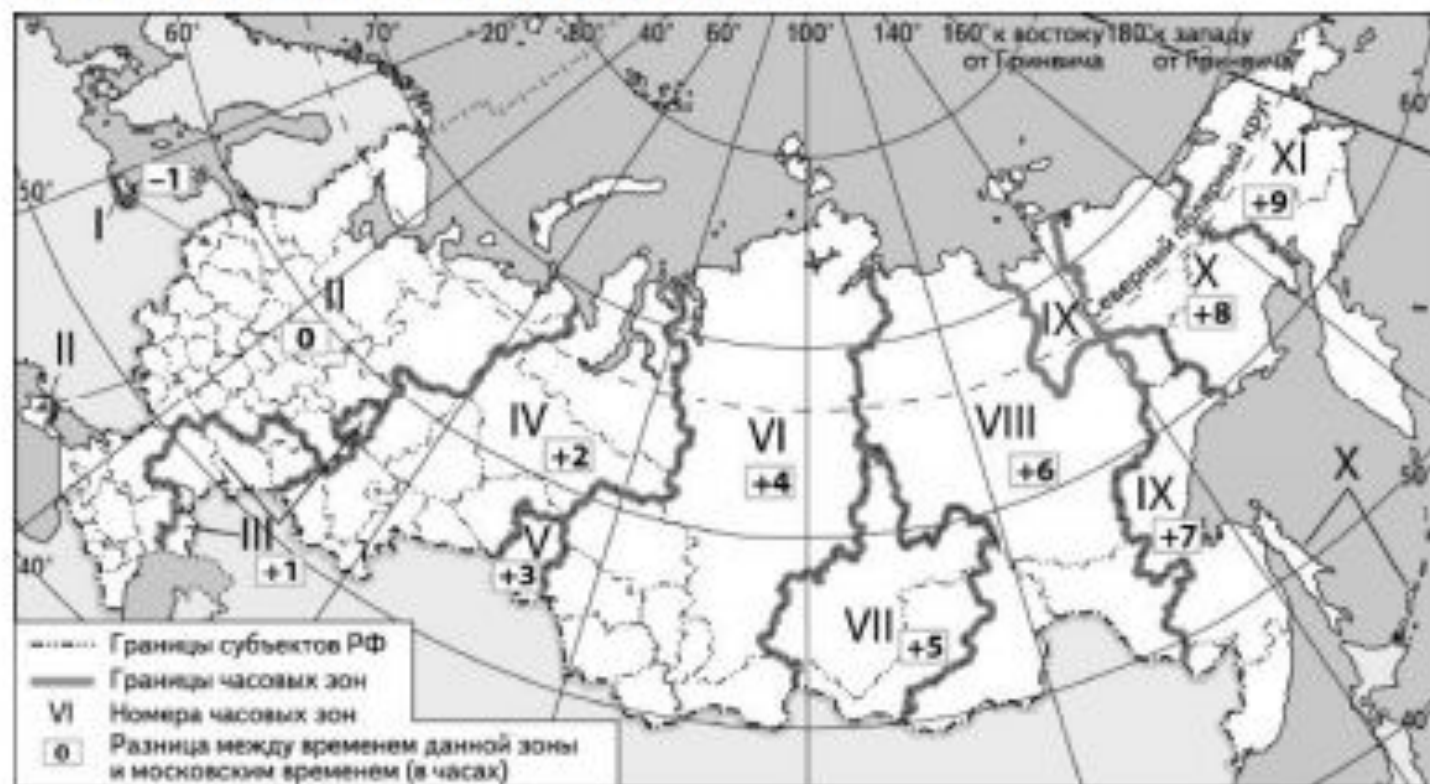 60° 70° 20° 80° 40° 60° 100° 140° 160° к востоку 180° к западу
от Гринвича от Гринвича
60°
50°
-1
I
II
0
II
IV
+2
VI
+4
VIII
+6
IX
X
+8
XI
+9
Северный полярный круг
X
50°
IX
+7
V
+3
III
+1
40°
VII
+5
40°
Границы субъектов РФ
Границы часовых зон
VI Номера часовых зон
0 Разница между временем данной зоны
и московским временем (в часах)